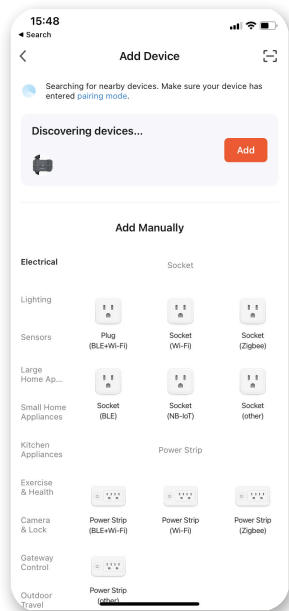 15:48
◀ Search
Add Device
Searching for nearby devices. Make sure your device has
entered pairing mode.
Discovering devices...
Add
Add Manually
Electrical
Socket
Lighting
Plug
(BLE+Wi-Fi)
Socket
(Wi-Fi)
Socket
(Zigbee)
Sensors
Large
Home Ap...
Socket
(BLE)
Socket
(NB-IoT)
Socket
(other)
Small Home
Appliances
Kitchen
Appliances
Power Strip
Exercise
& Health
Power Strip
(BLE+Wi-Fi)
Power Strip
(Wi-Fi)
Power Strip
(Zigbee)
Camera
& Lock
Gateway
Control
Outdoor
Travel
Power Strip
(other)